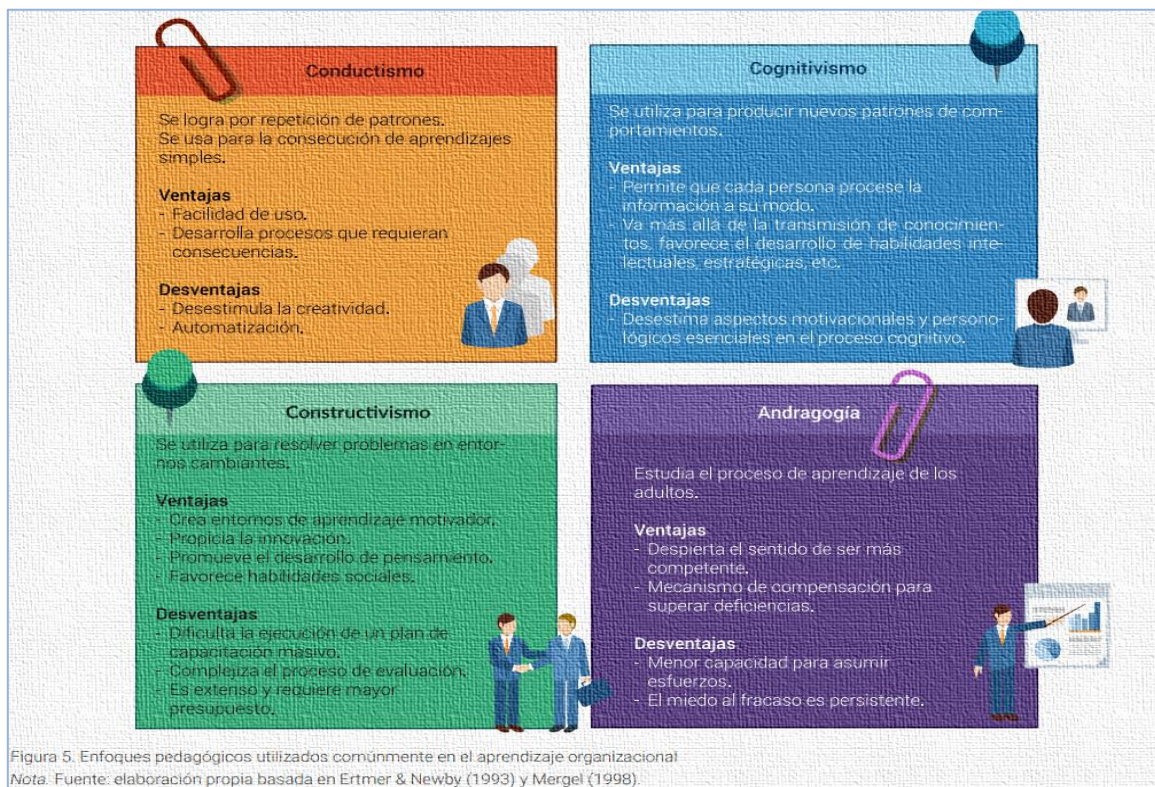 Conductismo
Se logra por repetición de patrones.
Se usa para la consecución de aprendizajes
simples.
Ventajas
- Facilidad de uso.
- Desarrolla procesos que requieran
consecuencias.
Desventajas
- Desestimula la creatividad.
- Automatización.
Cognitivismo
Se utiliza para producir nuevos patrones de com-
portamientos.
Ventajas
- Permite que cada persona procese la
información a su modo.
- Va más allá de la transmisión de conocimien-
tos, favorece el desarrollo de habilidades inte-
lectuales, estratégicas, etc.
Desventajas
- Desestima aspectos motivacionales y persono-
lógicos esenciales en el proceso cognitivo.
Constructivismo
Se utiliza para resolver problemas en entor-
nos cambiantes.
Ventajas
- Crea entornos de aprendizaje motivador.
- Propicia la innovación.
- Promueve el desarrollo de pensamiento.
- Favorece habilidades sociales.
Desventajas
- Dificulta la ejecución de un plan de
capacitación masivo.
- Complejiza el proceso de evaluación.
- Es extenso y requiere mayor
presupuesto.
Andragogía
Estudia el proceso de aprendizaje de los
adultos.
Ventajas
- Despierta el sentido de ser más
competente.
- Mecanismo de compensación para
superar deficiencias.
Desventajas
- Menor capacidad para asumir
esfuerzos.
- El miedo al fracaso es persistente.
Figura 5. Enfoques pedagógicos utilizados comúnmente en el aprendizaje organizacional
Nota. Fuente: elaboración propia basada en Ertmer & Newby (1993) y Mergel (1998).